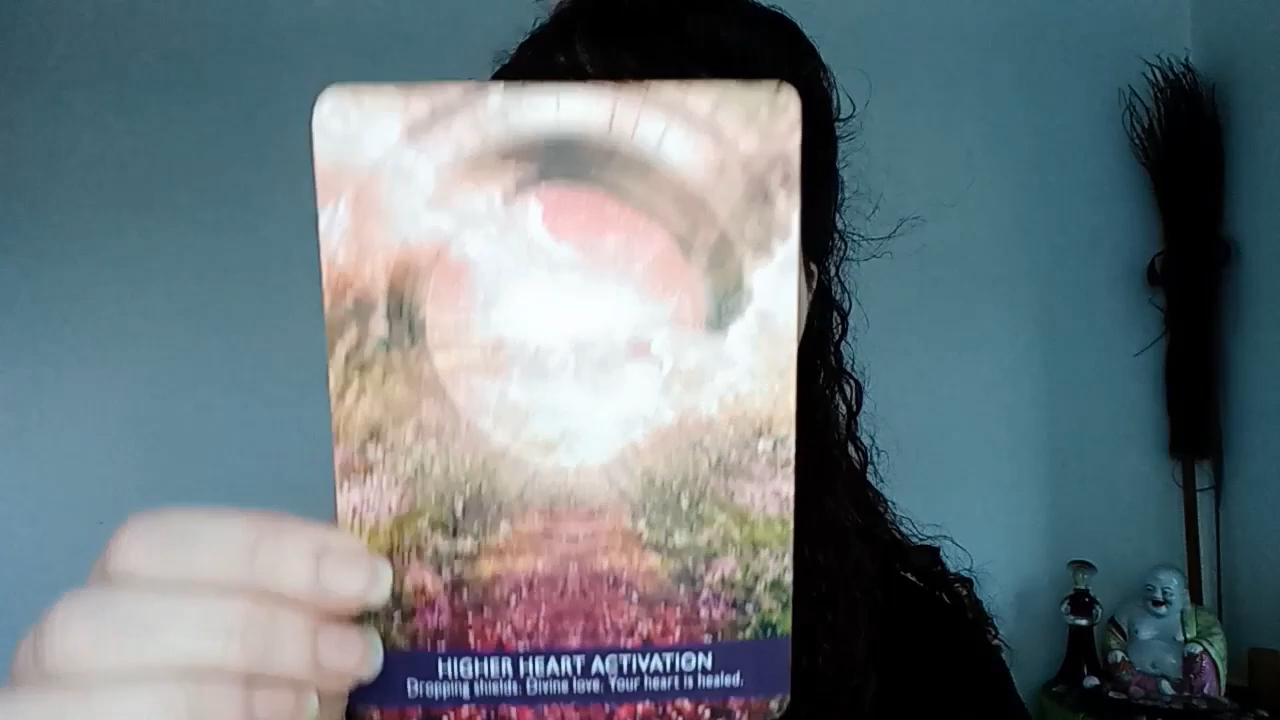 HIGHER HEART ACTIVATION
Dropping shields. Divine love. Your heart is healed.